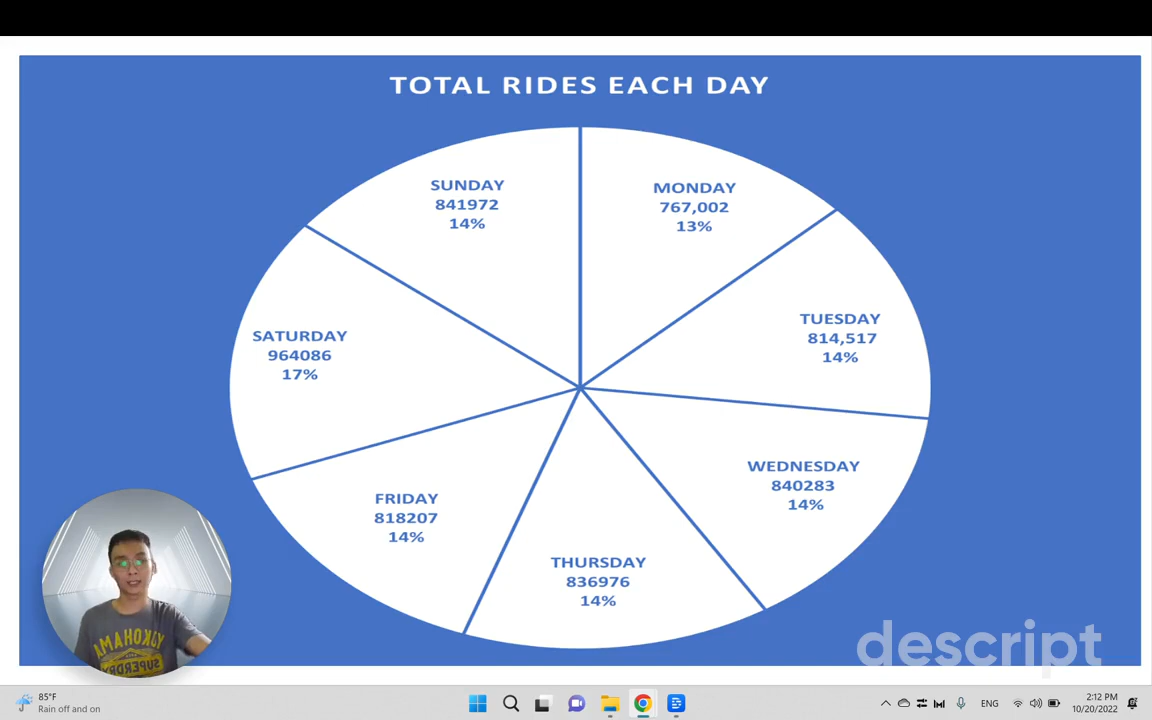 TOTAL RIDES EACH DAY
SUNDAY
841972
14%
MONDAY
767,002
13%
TUESDAY
814,517
14%
SATURDAY
964086
17%
WEDNESDAY
840283
14%
FRIDAY
818207
14%
THURSDAY
836976
14%
descript
85°F
Rain off and on
ENG
2:12 PM
10/20/2022